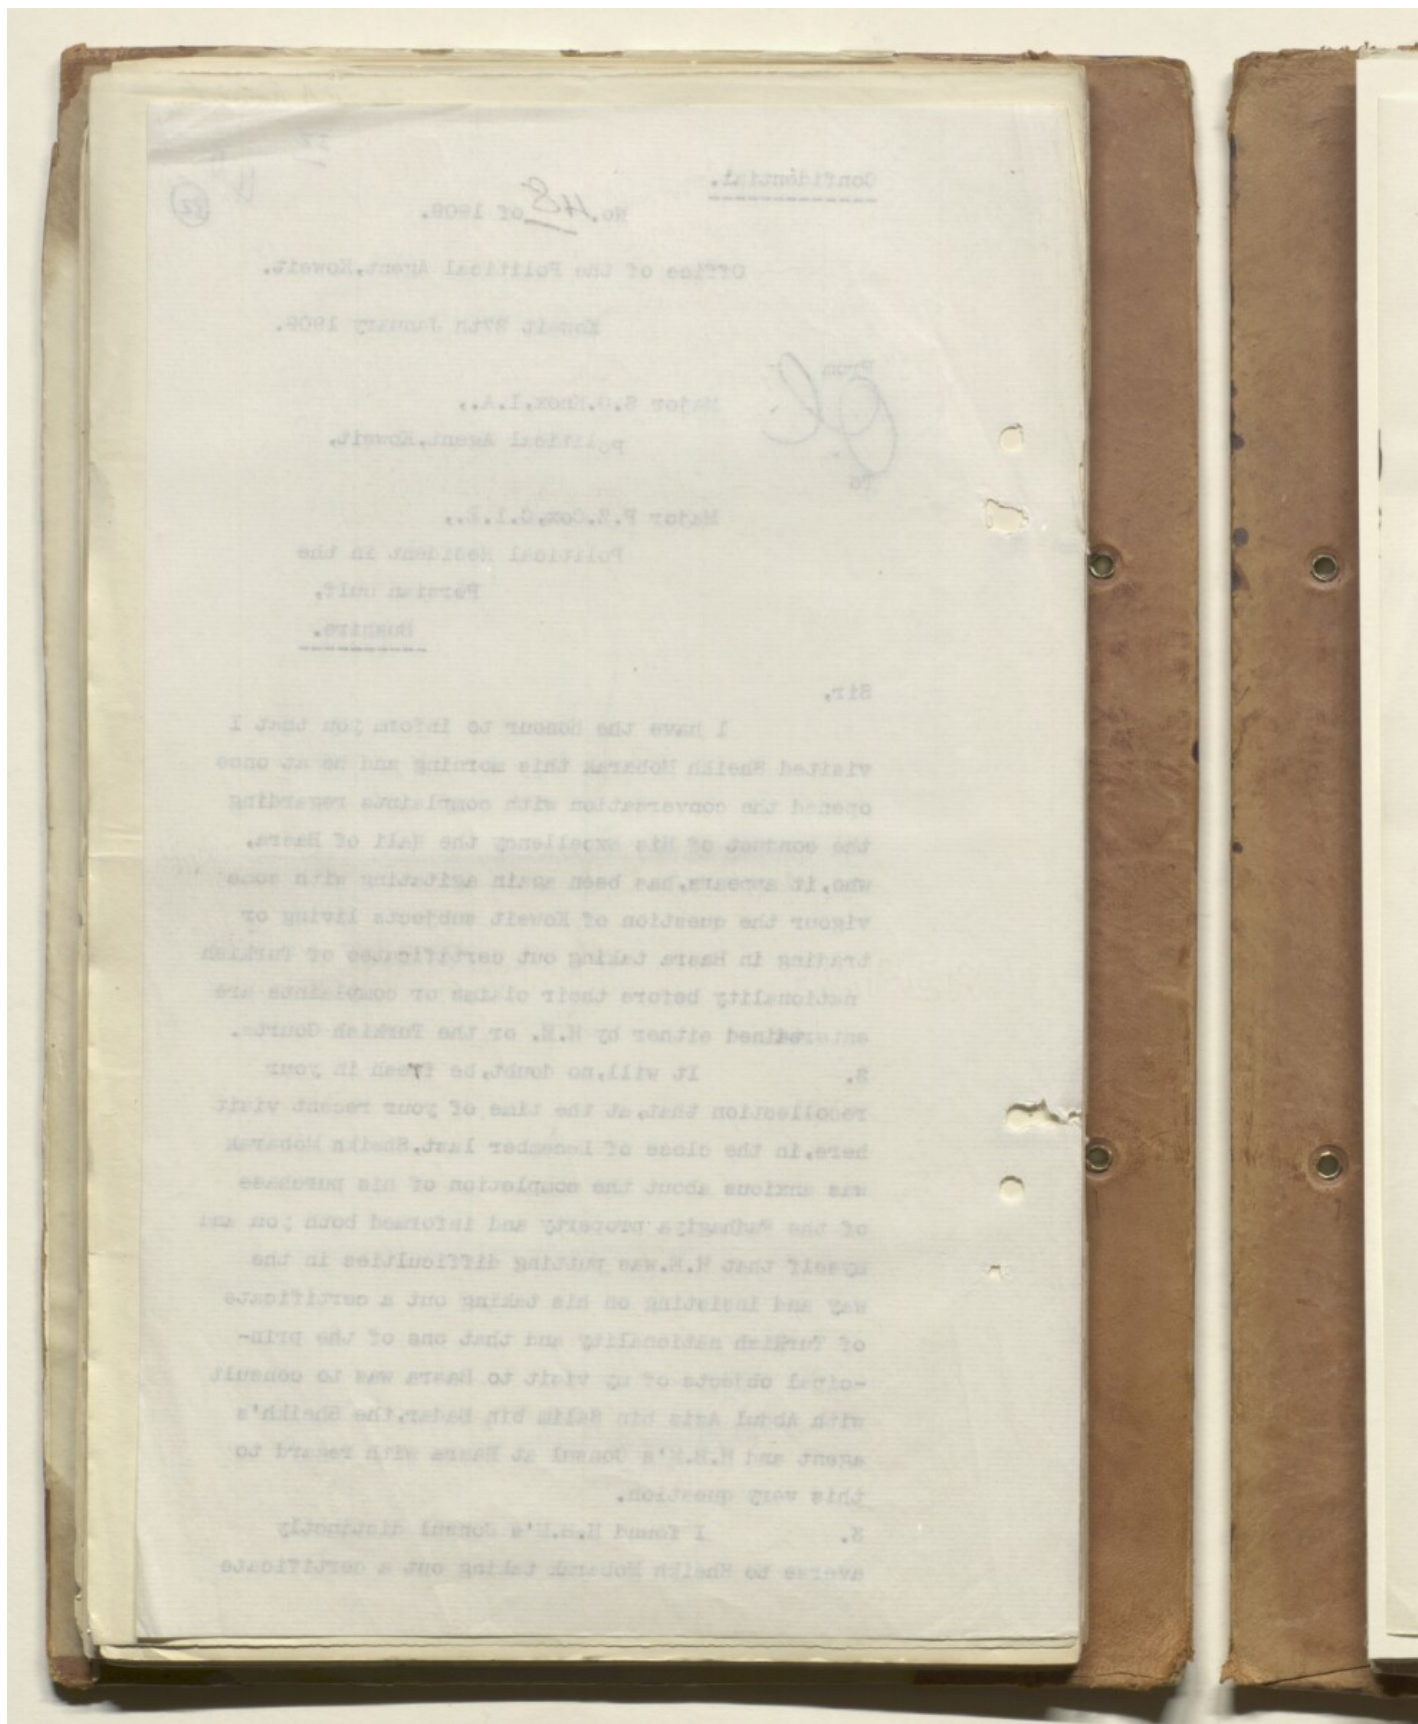 Confidential.
No. 48 of 1909.
Office of the Political Agent, Koweit.
Koweit 27th January 1909.
From
Major S.G.Knox,I.A.,
Political Agent,Koweit,
To
Major P.Z.Cox,C.I.E.,
Political Resident in the
Persian Gulf,
Bushire.
Sir,
I have the honour to inform you that I
visited Sheikh Mobarak this morning and he at once
opened the conversation with complaints regarding
the conduct of His Excellency the Wali of Basra,
who,it appears,has been again agitating with some
vigour the question of Koweit subjects living or
trading in Basra taking out certificates of Turkish
nationality before their claims or complaints are
entertained either by H.E. or the Turkish Courts.
2. It will,no doubt,be fresh in your
recollection that,at the time of your recent visit
here,in the close of December last,Sheikh Mobarak
was anxious about the completion of his purchase
of the property and informed both you and
myself that H.E.was putting difficulties in the
way and insisting on his taking out a certificate
of Turkish nationality and that one of the prin-
-cipal objects of my visit to Basra was to consult
with Abdul Aziz bin Salim bin Badar,the Sheikh's
agent and H.B.M's Consul at Basra with regard to
this very question.
3. I found H.B.M's Consul distinctly
averse to Sheikh Mobarak taking out a certificate